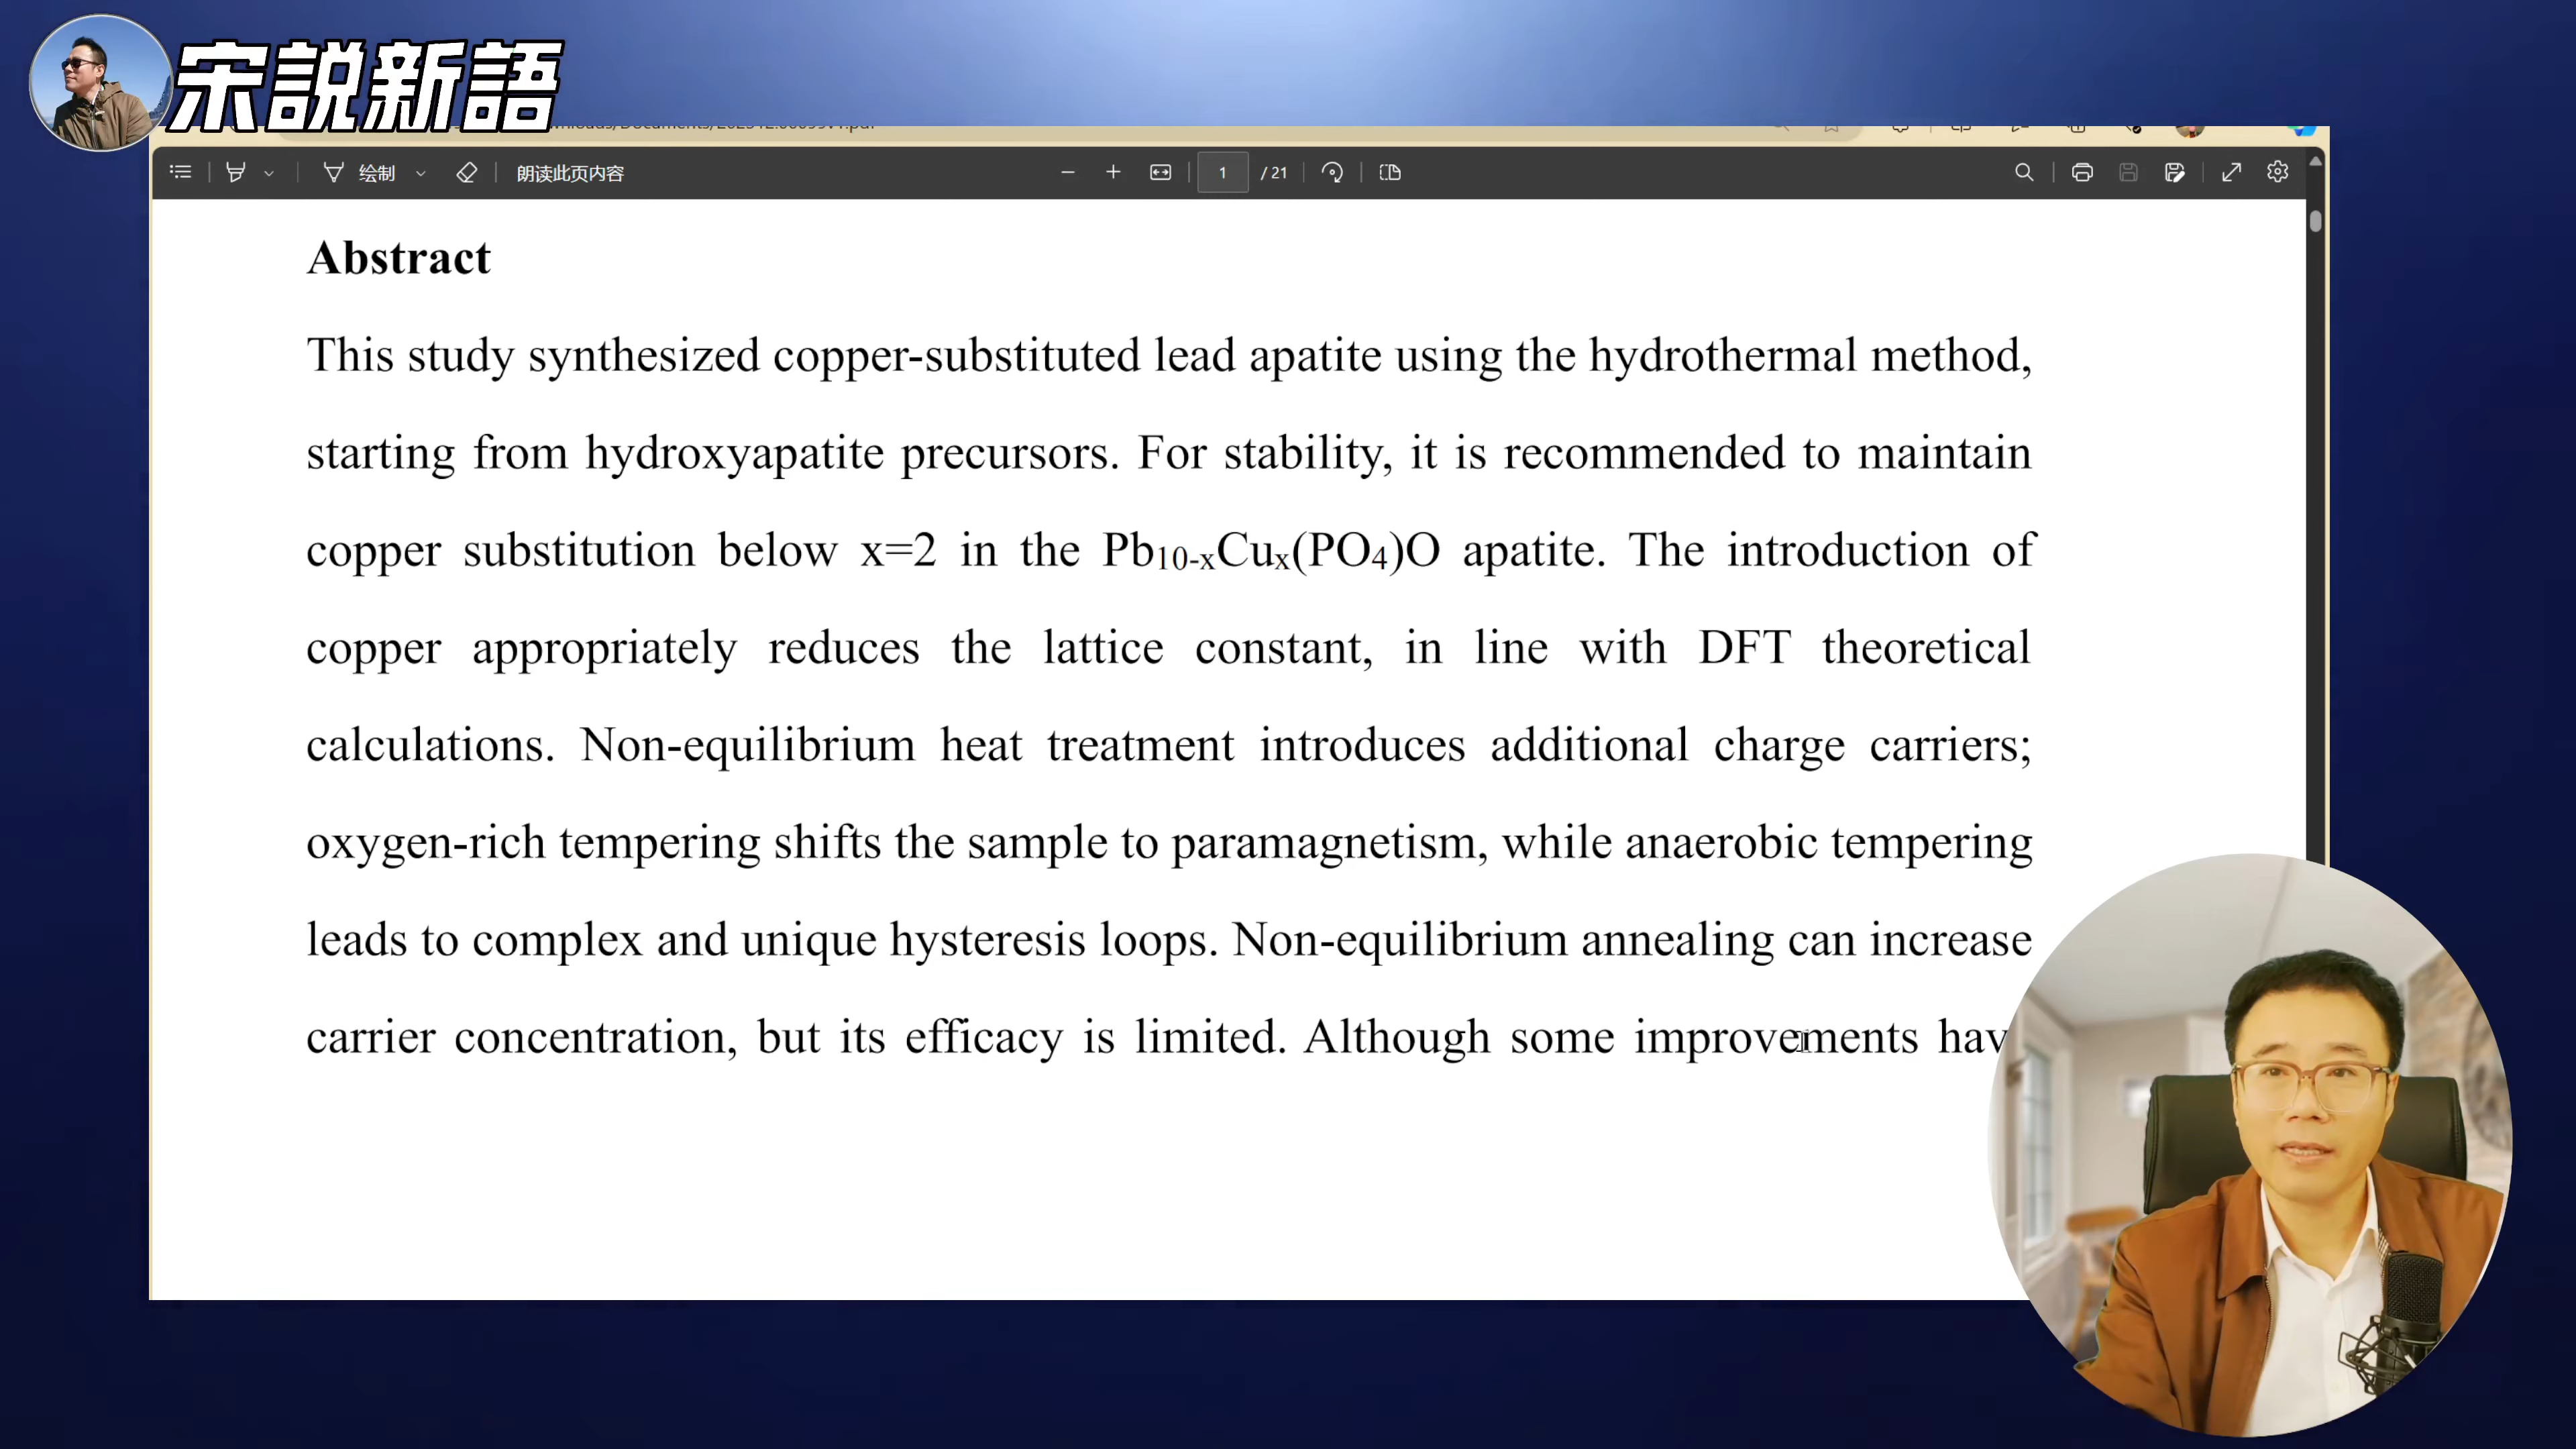 宋説新語
绘制
朗读此页内容
1 / 21
Abstract
This study synthesized copper-substituted lead apatite using the hydrothermal method,
starting from hydroxyapatite precursors. For stability, it is recommended to maintain
copper substitution below x=2 in the Pb₁₀₋ₓCuₓ(PO₄)O apatite. The introduction of
copper appropriately reduces the lattice constant, in line with DFT theoretical
calculations. Non-equilibrium heat treatment introduces additional charge carriers;
oxygen-rich tempering shifts the sample to paramagnetism, while anaerobic tempering
leads to complex and unique hysteresis loops. Non-equilibrium annealing can increase
carrier concentration, but its efficacy is limited. Although some improvements hav